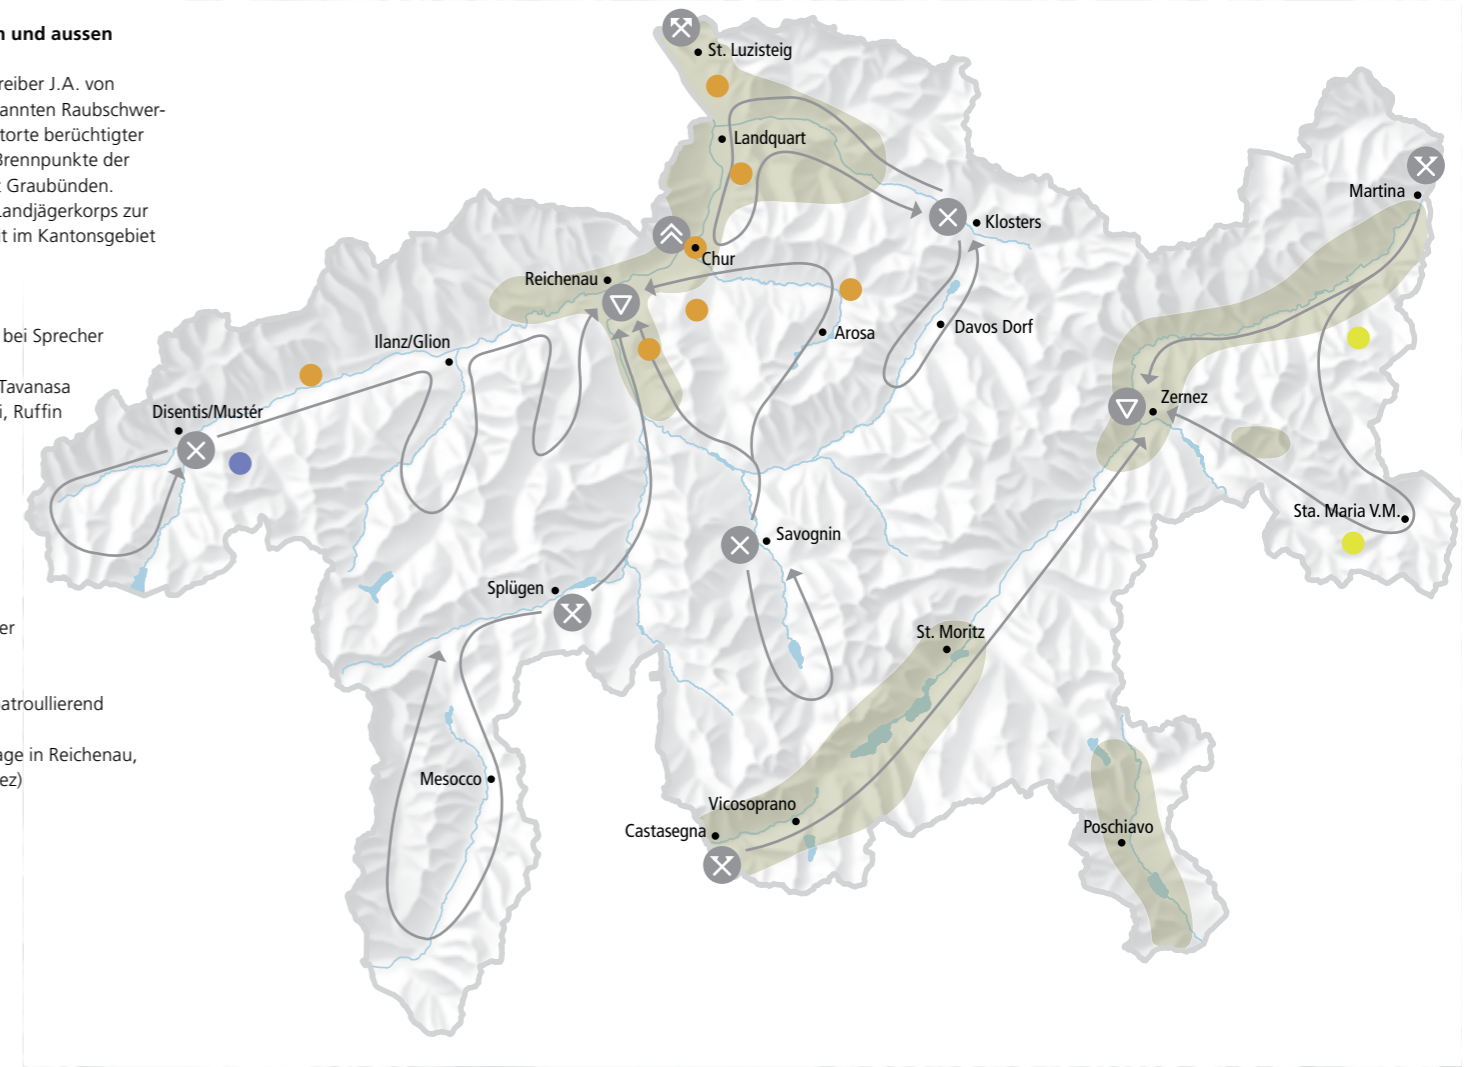 n und aussen
reiber J.A. von
annten Raubschwer-
torte berüchtigter
Brennpunkte der
t Graubünden.
Landjägerkorps zur
it im Kantonsgebiet
bei Sprecher
Tavanasa
i, Ruffin
er
atroullierend
age in Reichenau,
ez)
St. Luzisteig
Landquart
Martina
Klosters
Chur
Reichenau
Davos Dorf
Arosa
Ilanz/Glion
Zernez
Disentis/Mustér
Sta. Maria V.M.
Savognin
Splügen
St. Moritz
Mesocco
Vicosoprano
Castasegna
Poschiavo